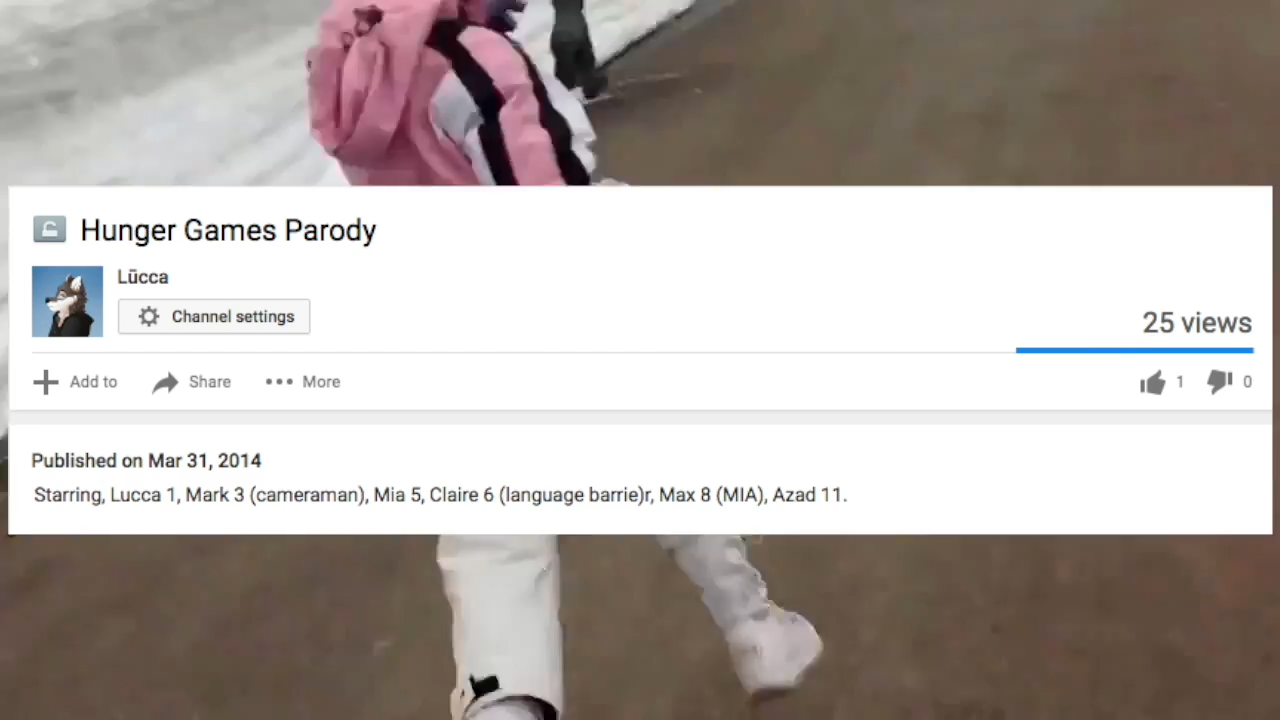 Hunger Games Parody
Lūcca
Channel settings
25 views
Add to
Share
More
1
0
Published on Mar 31, 2014
Starring, Lucca 1, Mark 3 (cameraman), Mia 5, Claire 6 (language barrie)r, Max 8 (MIA), Azad 11.